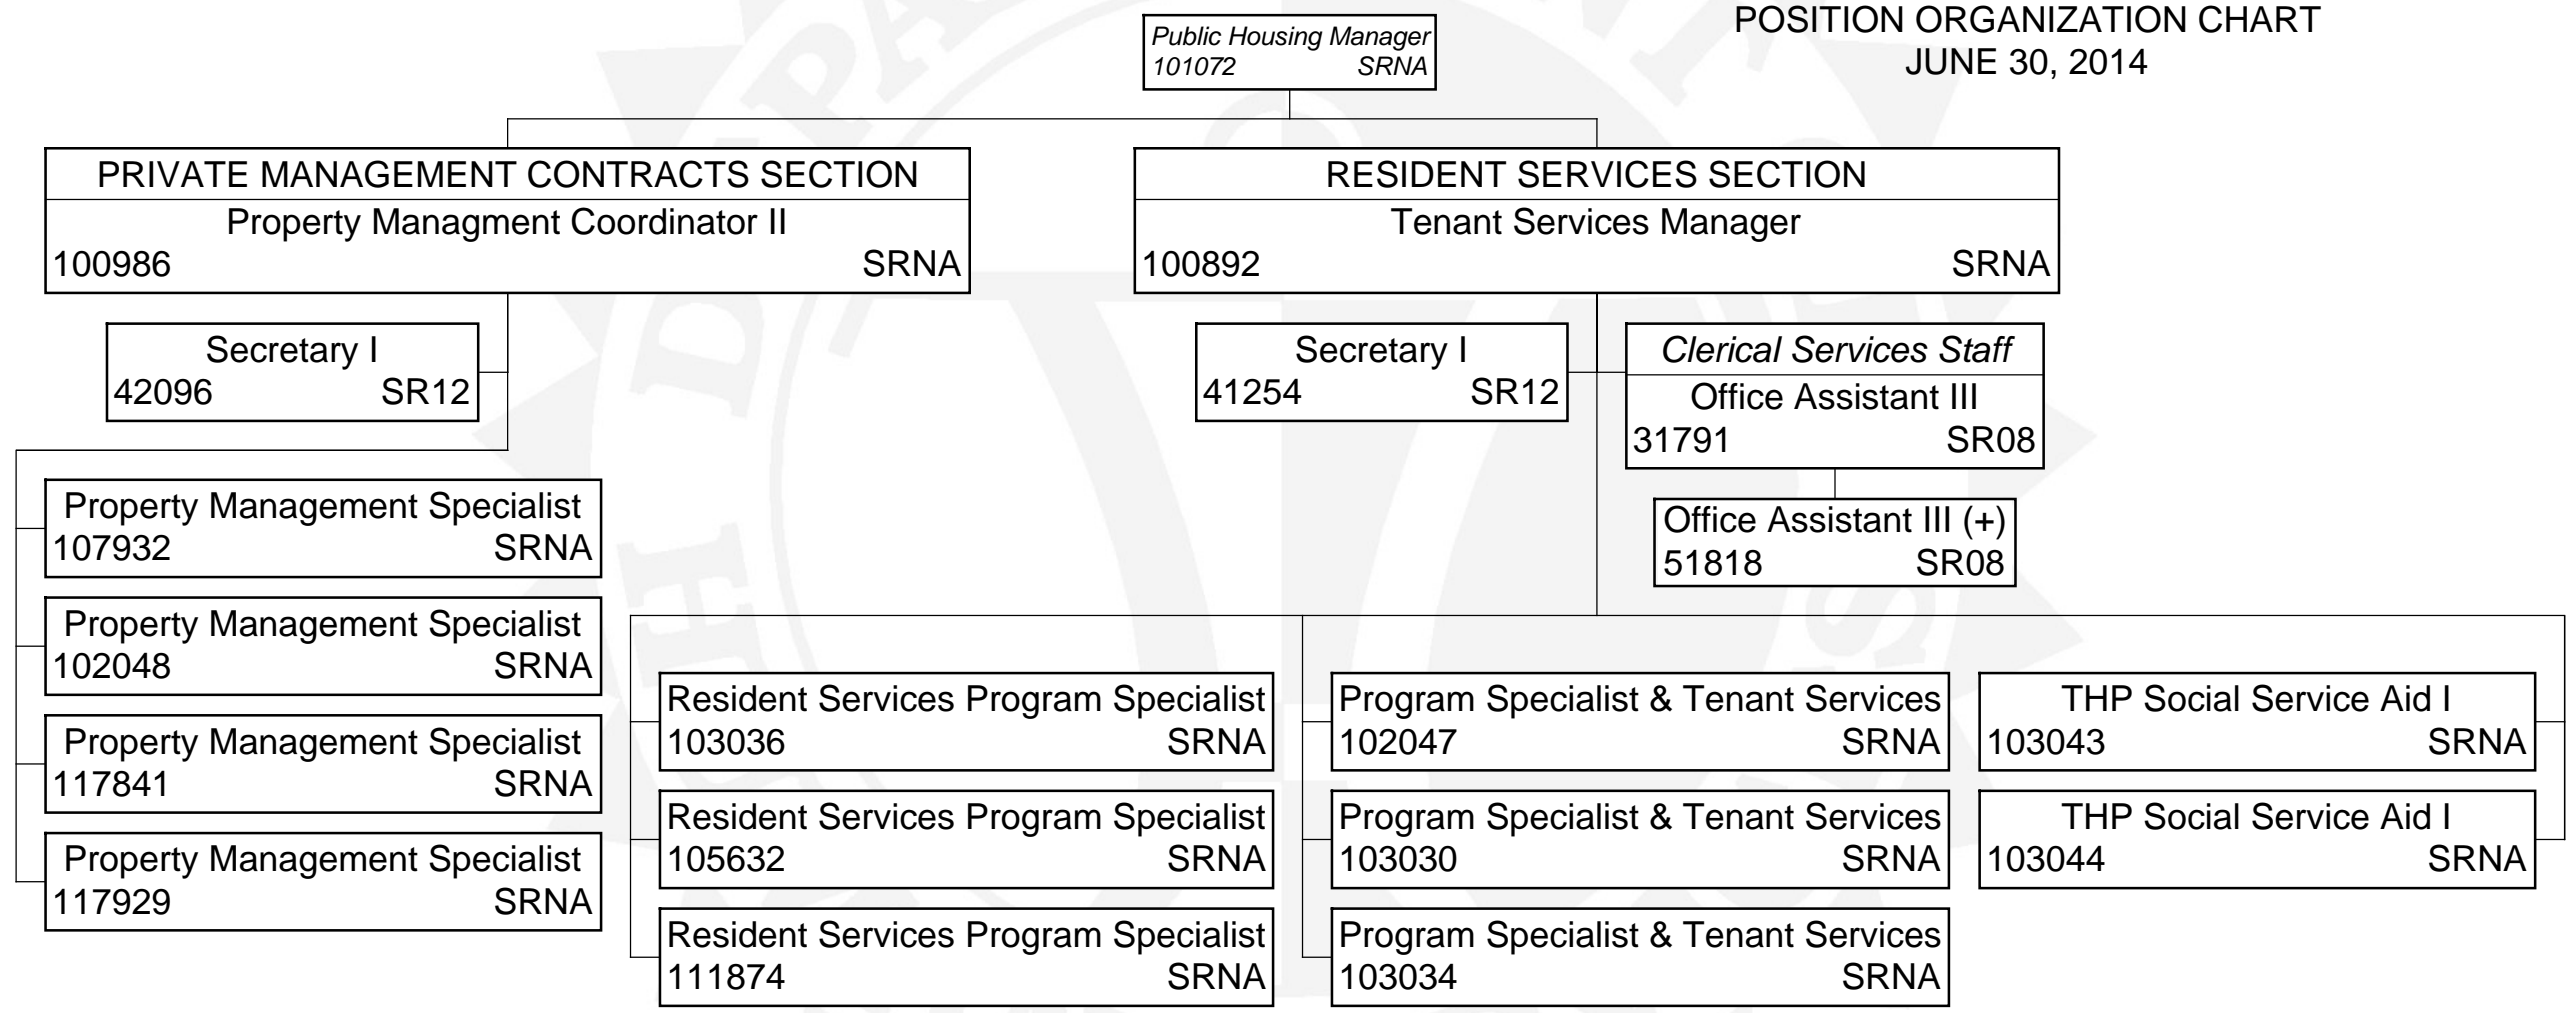 POSITION ORGANIZATION CHART
JUNE 30, 2014
Public Housing Manager
101072 SRNA
PRIVATE MANAGEMENT CONTRACTS SECTION
Property Managment Coordinator II
100986 SRNA
Secretary I
42096 SR12
Property Management Specialist
107932 SRNA
Property Management Specialist
102048 SRNA
Property Management Specialist
117841 SRNA
Property Management Specialist
117929 SRNA
RESIDENT SERVICES SECTION
Tenant Services Manager
100892 SRNA
Secretary I
41254 SR12
Clerical Services Staff
Office Assistant III
31791 SR08
Office Assistant III (+)
51818 SR08
Resident Services Program Specialist
103036 SRNA
Resident Services Program Specialist
105632 SRNA
Resident Services Program Specialist
111874 SRNA
Program Specialist & Tenant Services
102047 SRNA
Program Specialist & Tenant Services
103030 SRNA
Program Specialist & Tenant Services
103034 SRNA
THP Social Service Aid I
103043 SRNA
THP Social Service Aid I
103044 SRNA